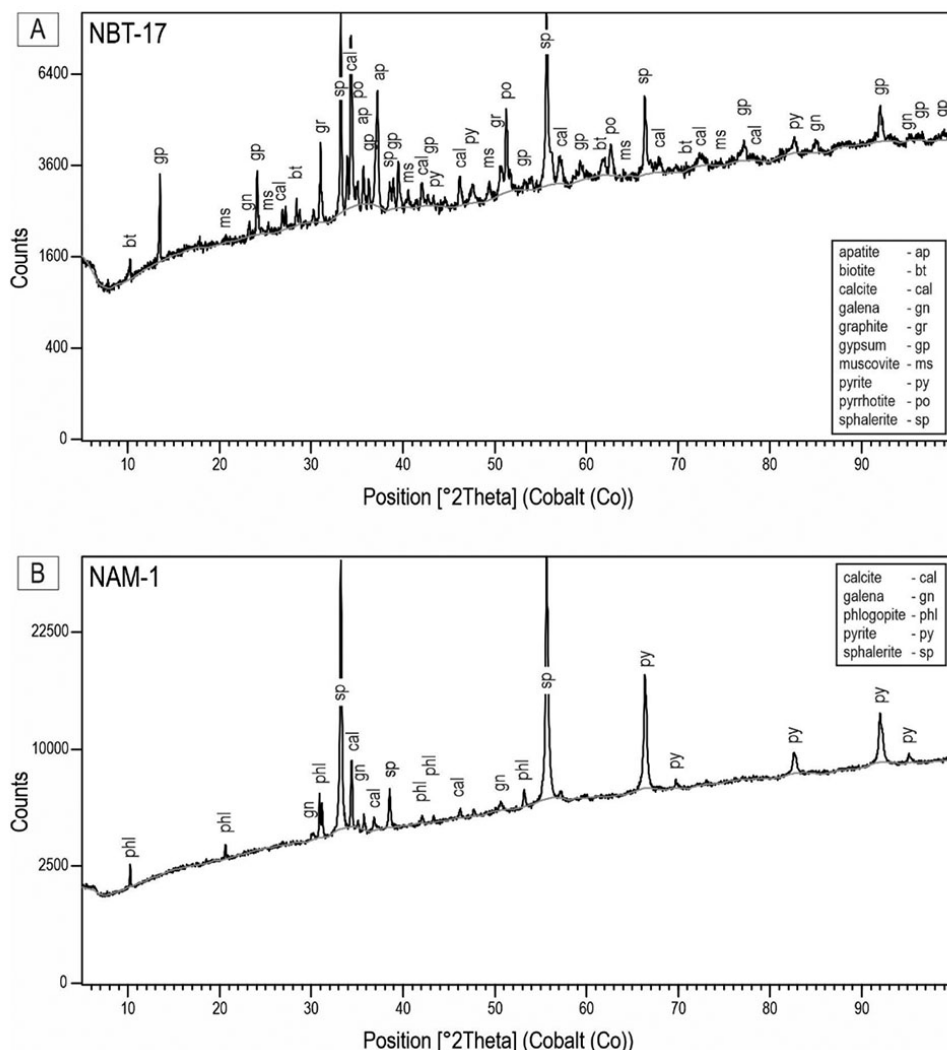 A
NBT-17
Counts
6400
3600
1600
400
0
bt
gp
ms
gn
gp
ms
cal
bt
gr
sp
cal
po
ap
gp
ap
sp
gp
ms
cal
gp
py
cal
py
ms
gr
po
gp
sp
cal
gp
bt
po
ms
sp
cal
bt
cal
ms
gp
cal
py
gn
gp
gn
gp
gp
apatite - ap
biotite - bt
calcite - cal
galena - gn
graphite - gr
gypsum - gp
muscovite - ms
pyrite - py
pyrrhotite - po
sphalerite - sp
10 20 30 40 50 60 70 80 90
Position [°2Theta] (Cobalt (Co))
B
NAM-1
Counts
22500
10000
2500
0
phl
phl
gn
phl
sp
cal
gn
cal
sp
phl
phl
cal
gn
phl
sp
py
py
py
py
py
calcite - cal
galena - gn
phlogopite - phl
pyrite - py
sphalerite - sp
10 20 30 40 50 60 70 80 90
Position [°2Theta] (Cobalt (Co))